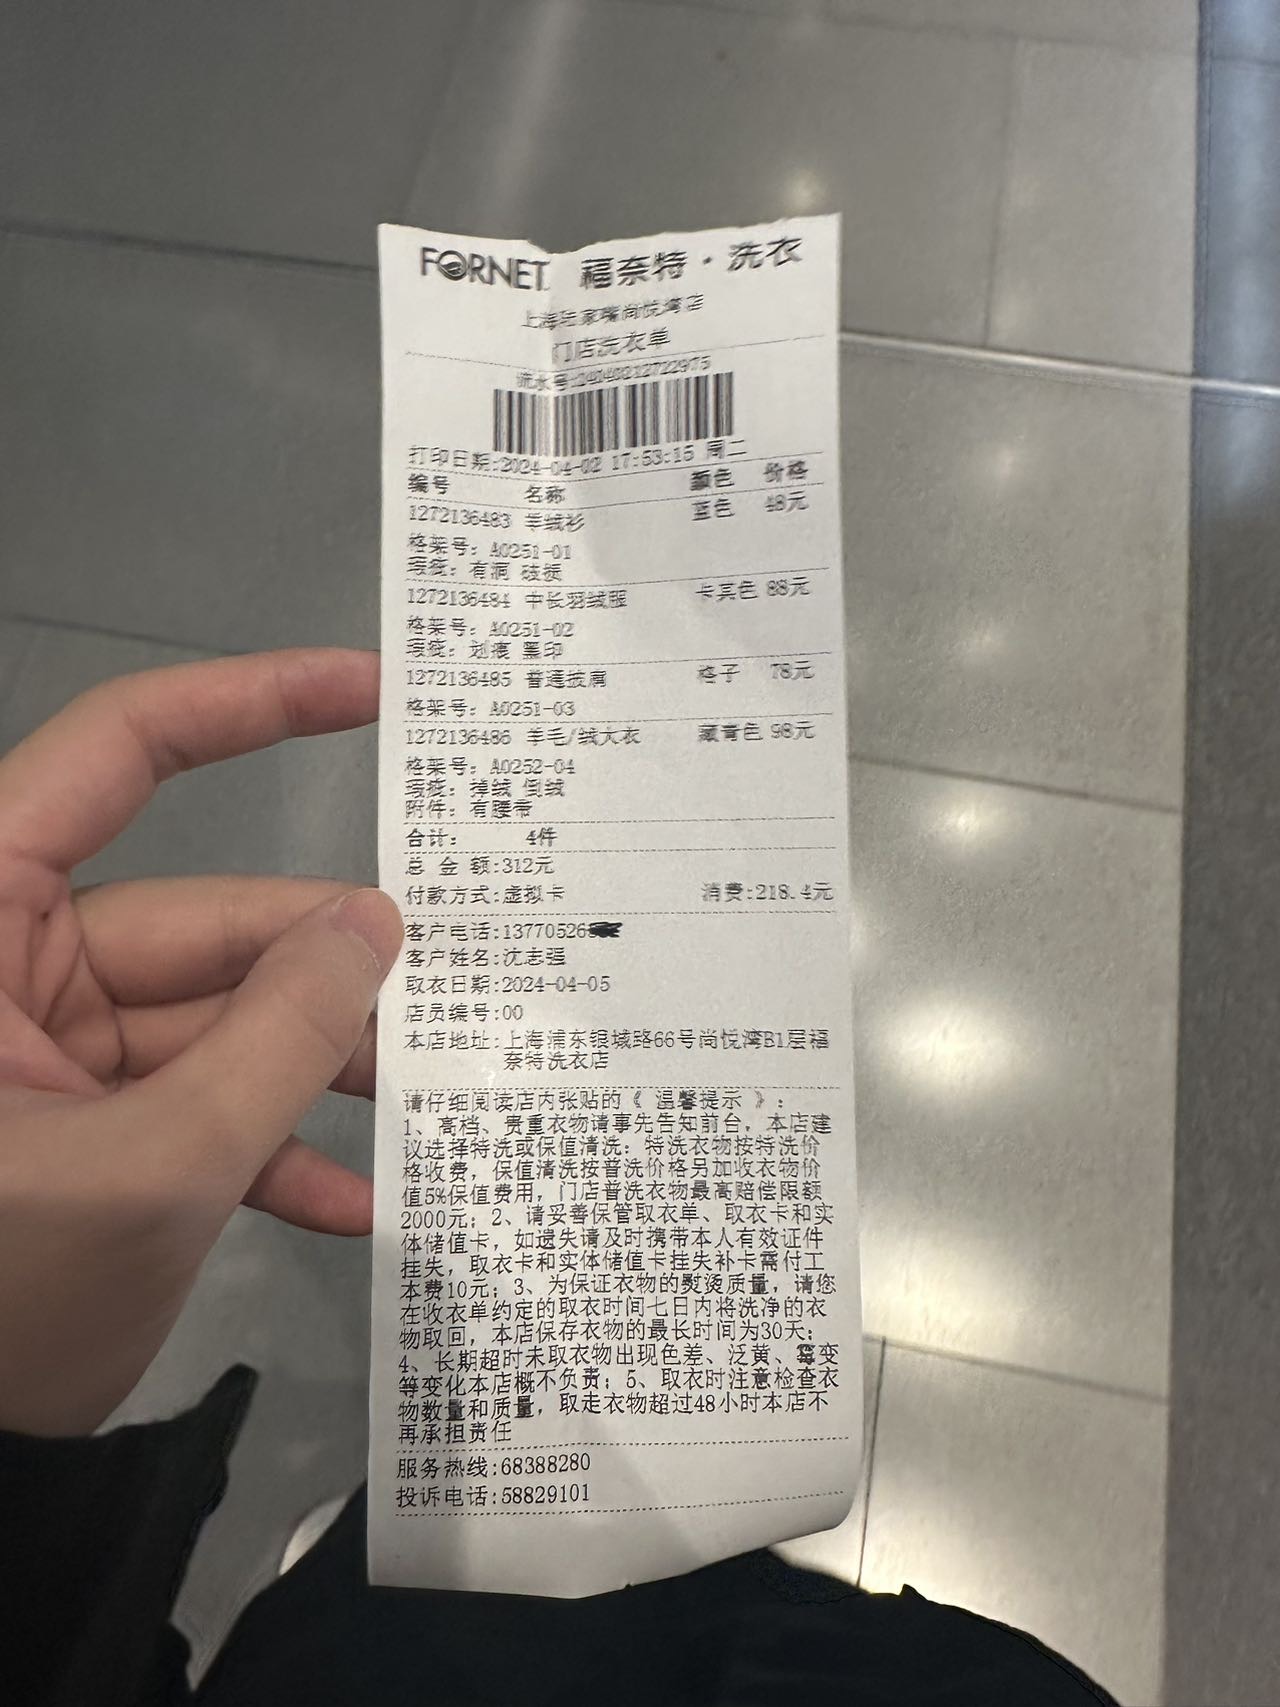 FORNET 福奈特·洗衣
上海陆家嘴尚悦湾店
门店洗衣单
流水号:24040212722975
打印日期:2024-04-02 17:53:15 周二
编号 名称 颜色 价格
1272136483 羊绒衫 蓝色 48元
格架号: A0251-01
瑕疵: 有洞 破损
1272136484 中长羽绒服 卡其色 88元
格架号: A0251-02
瑕疵: 划痕 黑印
1272136485 普通披肩 格子 78元
格架号: A0251-03
1272136486 羊毛/绒大衣 藏青色 98元
格架号: A0252-04
瑕疵: 掉绒 倒绒
附件: 有腰带
合计: 4件
总 金 额:312元
付款方式:虚拟卡 消费:218.4元
客户电话:13770526
客户姓名:沈志强
取衣日期:2024-04-05
店员编号:00
本店地址:上海浦东银城路66号尚悦湾B1层福
奈特洗衣店
请仔细阅读店内张贴的《 温馨提示 》:
1、高档、贵重衣物请事先告知前台，本店建
议选择特洗或保值清洗: 特洗衣物按特洗价
格收费，保值清洗按普洗价格另加收衣物价
值5%保值费用，门店普洗衣物最高赔偿限额
2000元; 2、请妥善保管取衣单、取衣卡和实
体储值卡，如遗失请及时携带本人有效证件
挂失，取衣卡和实体储值卡挂失补卡需付工
本费10元; 3、为保证衣物的熨烫质量，请您
在收衣单约定的取衣时间七日内将洗净的衣
物取回，本店保存衣物的最长时间为30天;
4、长期超时未取衣物出现色差、泛黄、霉变
等变化本店概不负责; 5、取衣时注意检查衣
物数量和质量，取走衣物超过48小时本店不
再承担责任
服务热线:68388280
投诉电话:58829101